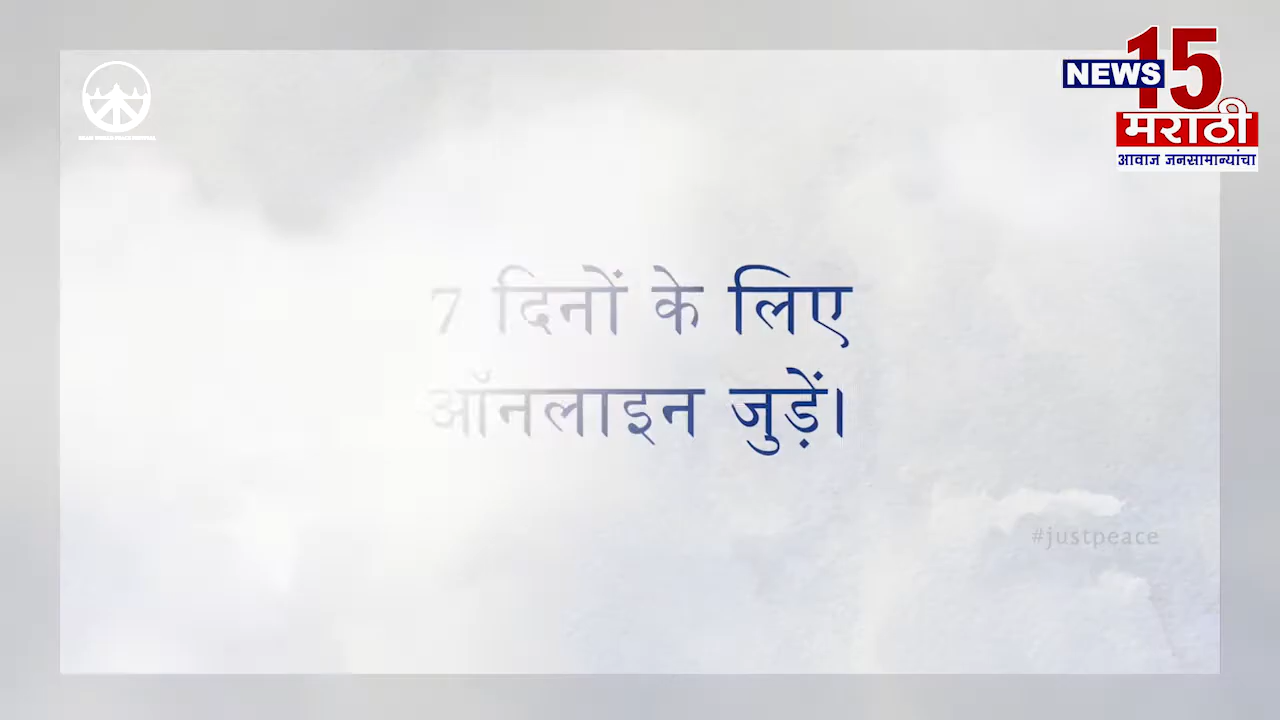 NEWS 15
मराठी
आवाज जनसामान्यांचा
7 दिनों के लिए
ऑनलाइन जुड़ें।
#justpeace